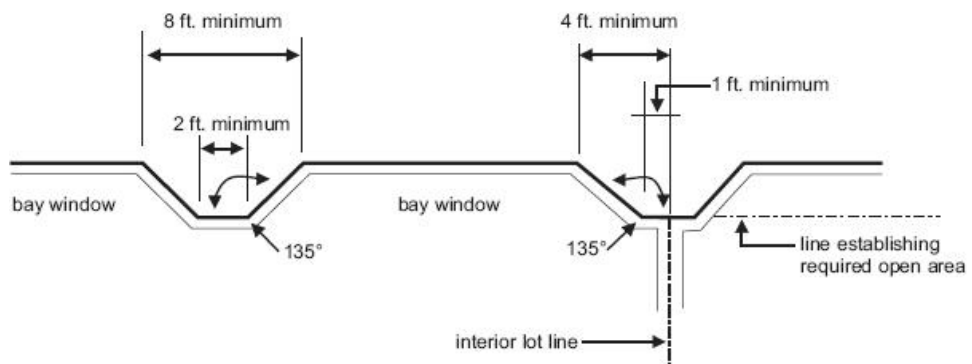 8 ft. minimum
4 ft. minimum
1 ft. minimum
2 ft. minimum
bay window
bay window
135°
135°
line establishing
required open area
interior lot line